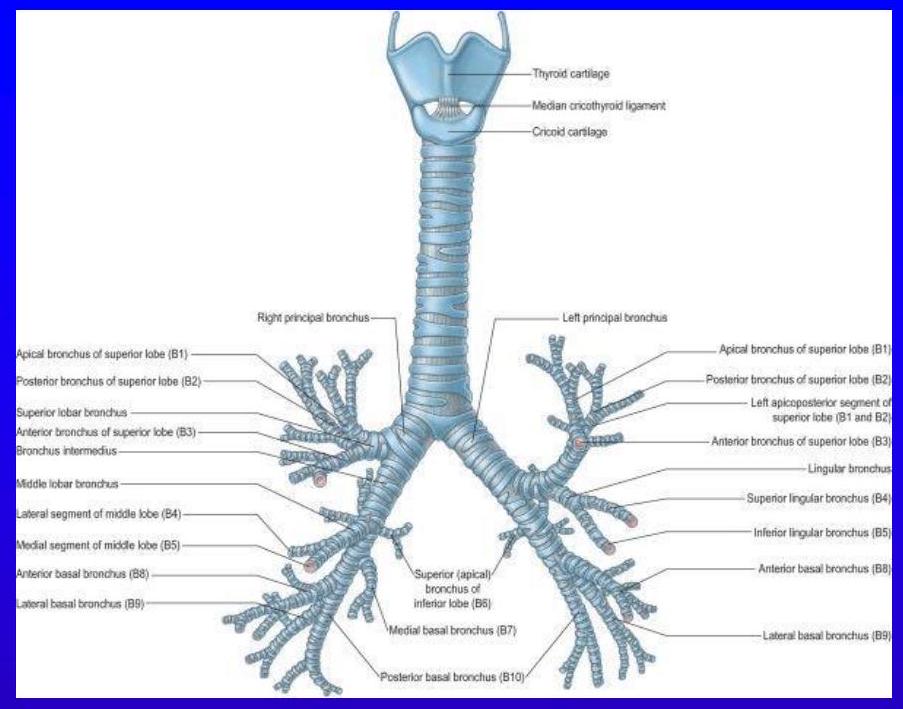 Thyroid cartilage
Median cricothyroid ligament
Cricoid cartilage
Right principal bronchus
Left principal bronchus
Apical bronchus of superior lobe (B1)
Posterior bronchus of superior lobe (B2)
Superior lobar bronchus
Anterior bronchus of superior lobe (B3)
Bronchus intermedius
Middle lobar bronchus
Lateral segment of middle lobe (B4)
Medial segment of middle lobe (B5)
Anterior basal bronchus (B8)
Lateral basal bronchus (B9)
Superior (apical)
bronchus of
inferior lobe (B6)
Medial basal bronchus (B7)
Posterior basal bronchus (B10)
Apical bronchus of superior lobe (B1)
Posterior bronchus of superior lobe (B2)
Left apicoposterior segment of
superior lobe (B1 and B2)
Anterior bronchus of superior lobe (B3)
Lingular bronchus
Superior lingular bronchus (B4)
Inferior lingular bronchus (B5)
Anterior basal bronchus (B8)
Lateral basal bronchus (B9)